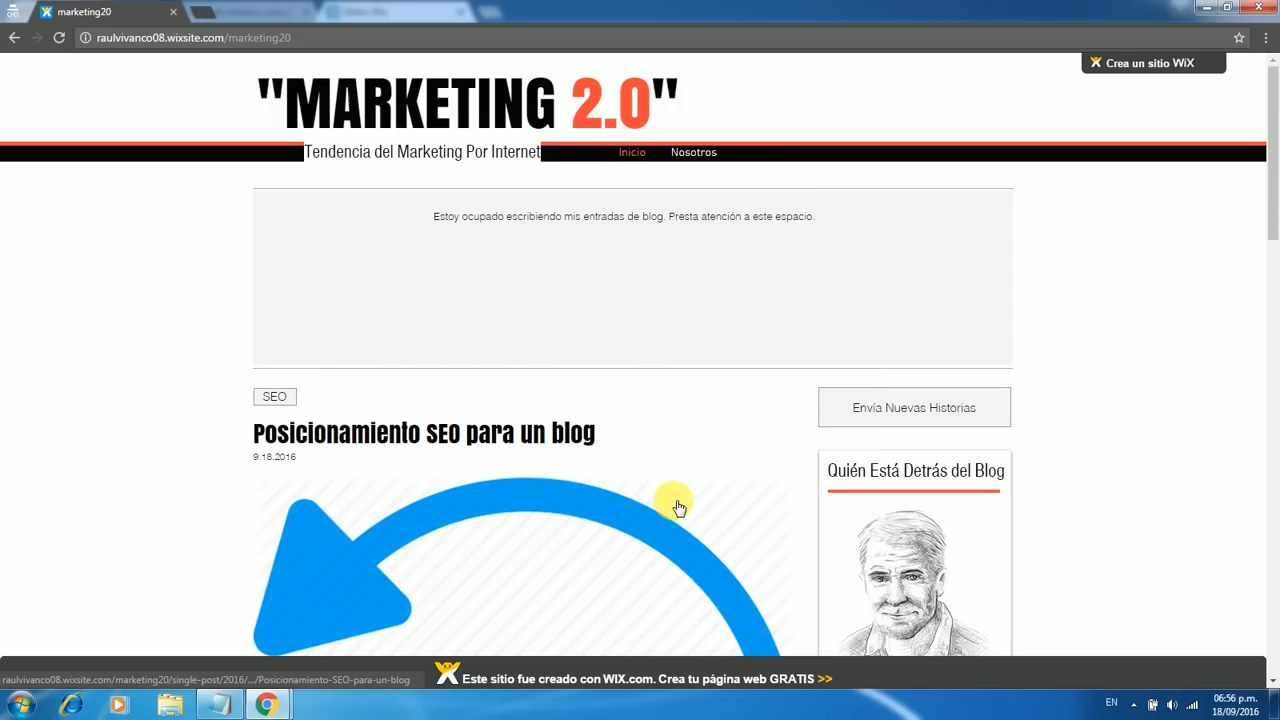 marketing20
raulvivanco08.wixsite.com/marketing20
Crea un sitio WiX
"MARKETING 2.0"
Tendencia del Marketing Por Internet
Inicio
Nosotros
Estoy ocupado escribiendo mis entradas de blog. Presta atención a este espacio.
SEO
Envía Nuevas Historias
Posicionamiento SEO para un blog
9.18.2016
Quién Está Detrás del Blog
raulvivanco08.wixsite.com/marketing20/single-post/2016/.../Posicionamiento-SEO-para-un-blog
Este sitio fue creado con WIX.com. Crea tu página web GRATIS >>
EN
06:56 p.m.
18/09/2016